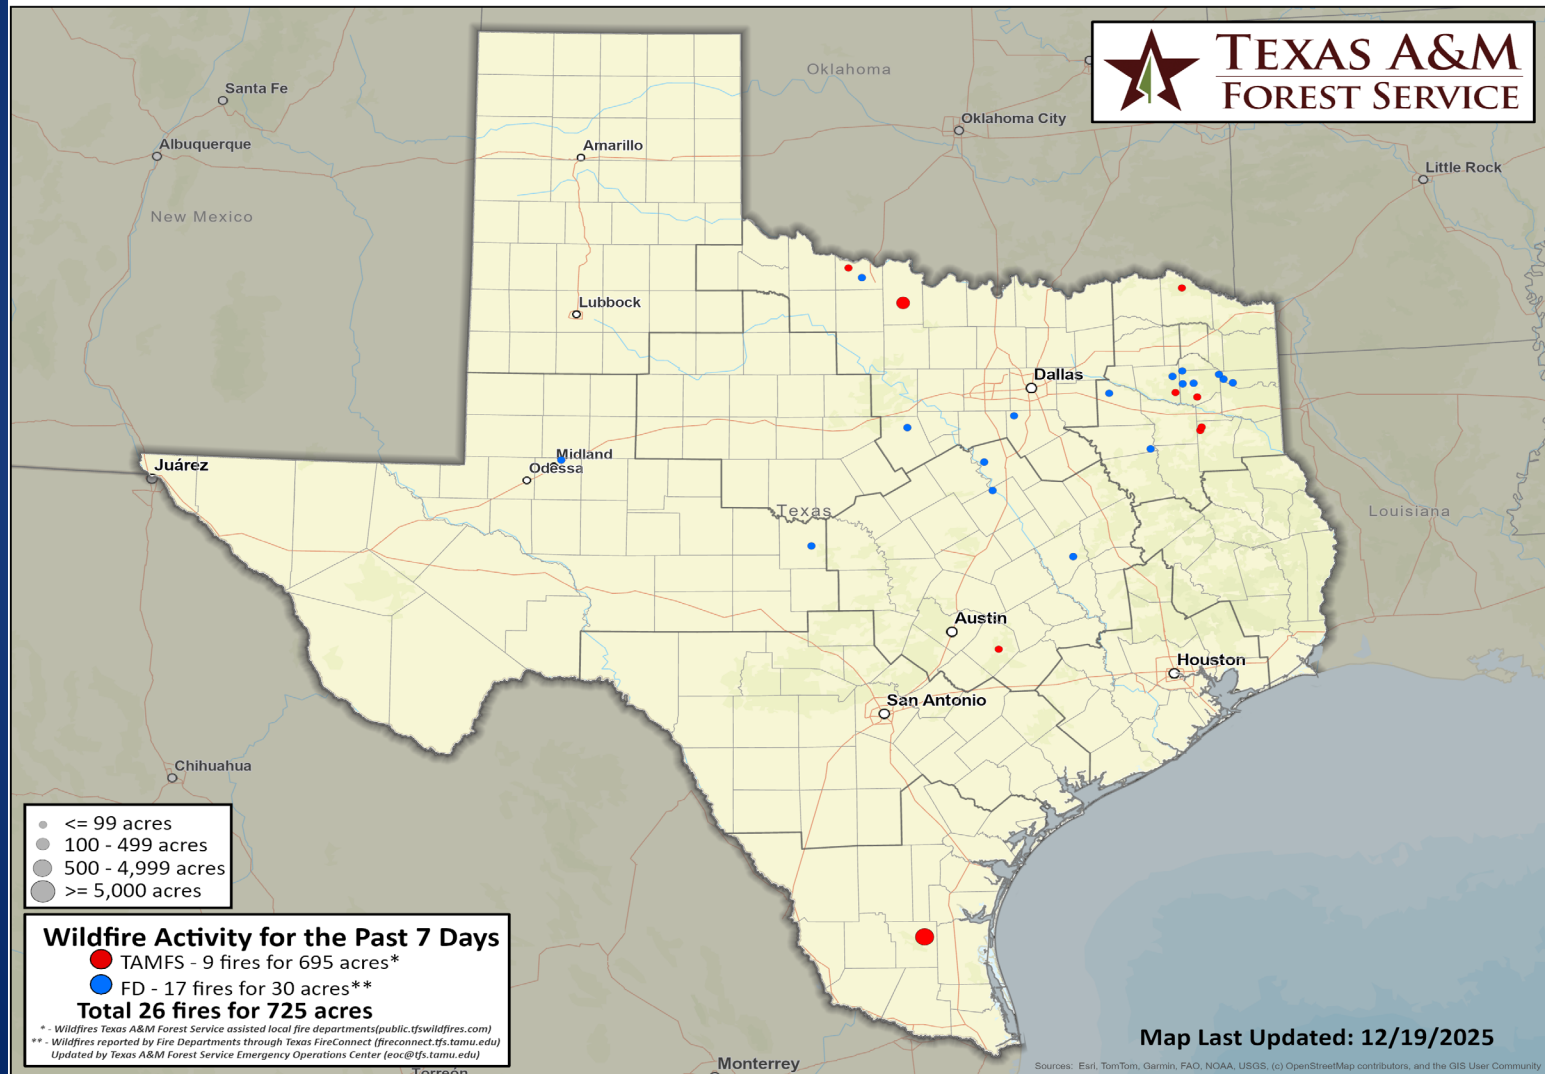 Oklahoma
TEXAS A&M
FOREST SERVICE
Santa Fe
Oklahoma City
Albuquerque
Amarillo
Little Rock
New Mexico
Lubbock
Dallas
Midland
Odessa
Juárez
Texas
Louisiana
Austin
Houston
San Antonio
Chihuahua
<= 99 acres
100 - 499 acres
500 - 4,999 acres
>= 5,000 acres
Wildfire Activity for the Past 7 Days
TAMFS - 9 fires for 695 acres*
FD - 17 fires for 30 acres**
Total 26 fires for 725 acres
* - Wildfires Texas A&M Forest Service assisted local fire departments(public.tfswildfires.com)
** - Wildfires reported by Fire Departments through Texas FireConnect (fireconnect.tfs.tamu.edu)
Updated by Texas A&M Forest Service Emergency Operations Center (eoc@tfs.tamu.edu)
Map Last Updated: 12/19/2025
Monterrey
Sources: Esri, TomTom, Garmin, FAO, NOAA, USGS, (c) OpenStreetMap contributors, and the GIS User Community
Torreón